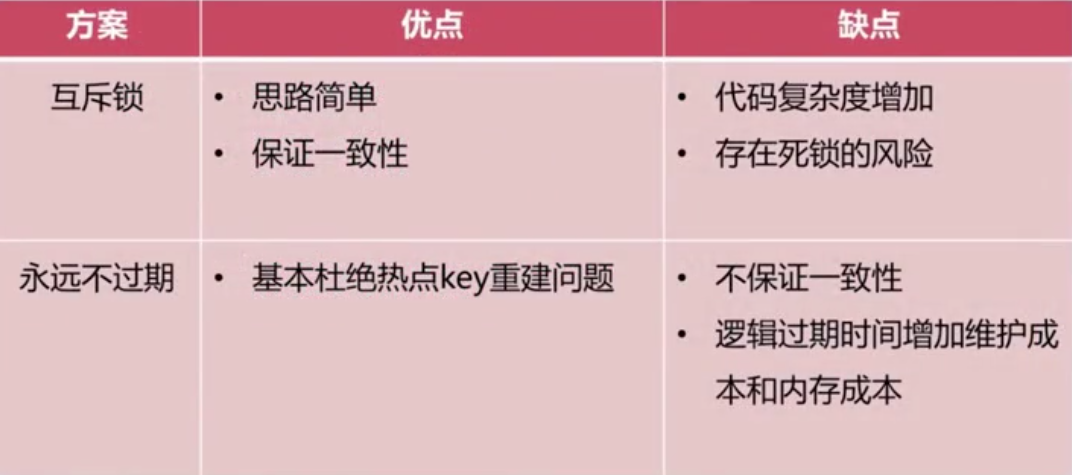 方案 优点 缺点
互斥锁
• 思路简单
• 保证一致性
• 代码复杂度增加
• 存在死锁的风险
永远不过期
• 基本杜绝热点key重建问题
• 不保证一致性
• 逻辑过期时间增加维护成
本和内存成本